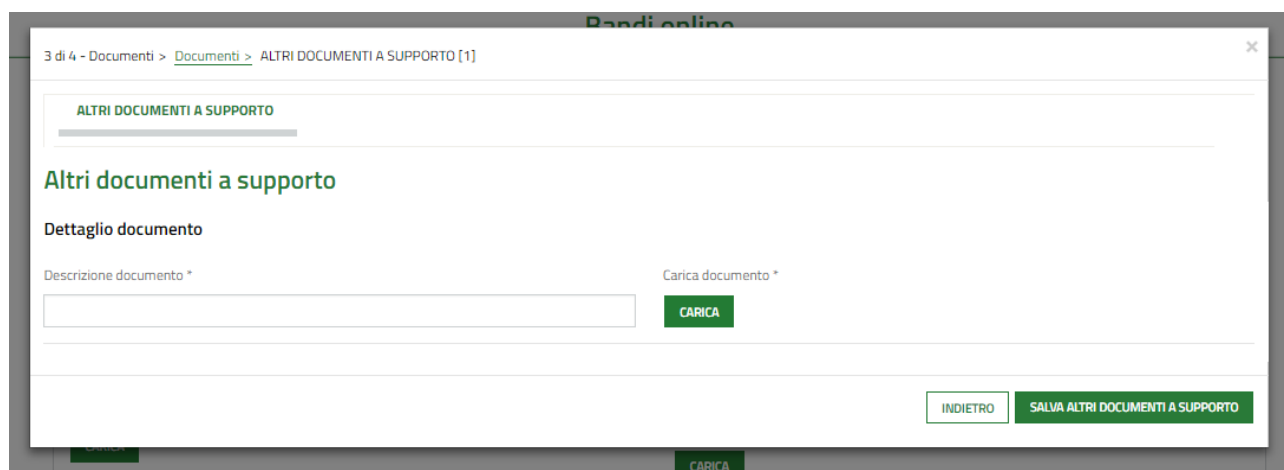 Bandi online
3 di 4 - Documenti > Documenti > ALTRI DOCUMENTI A SUPPORTO [1]
×
ALTRI DOCUMENTI A SUPPORTO
Altri documenti a supporto
Dettaglio documento
Descrizione documento *
Carica documento *
CARICA
INDIETRO
SALVA ALTRI DOCUMENTI A SUPPORTO
CARICA
CARICA